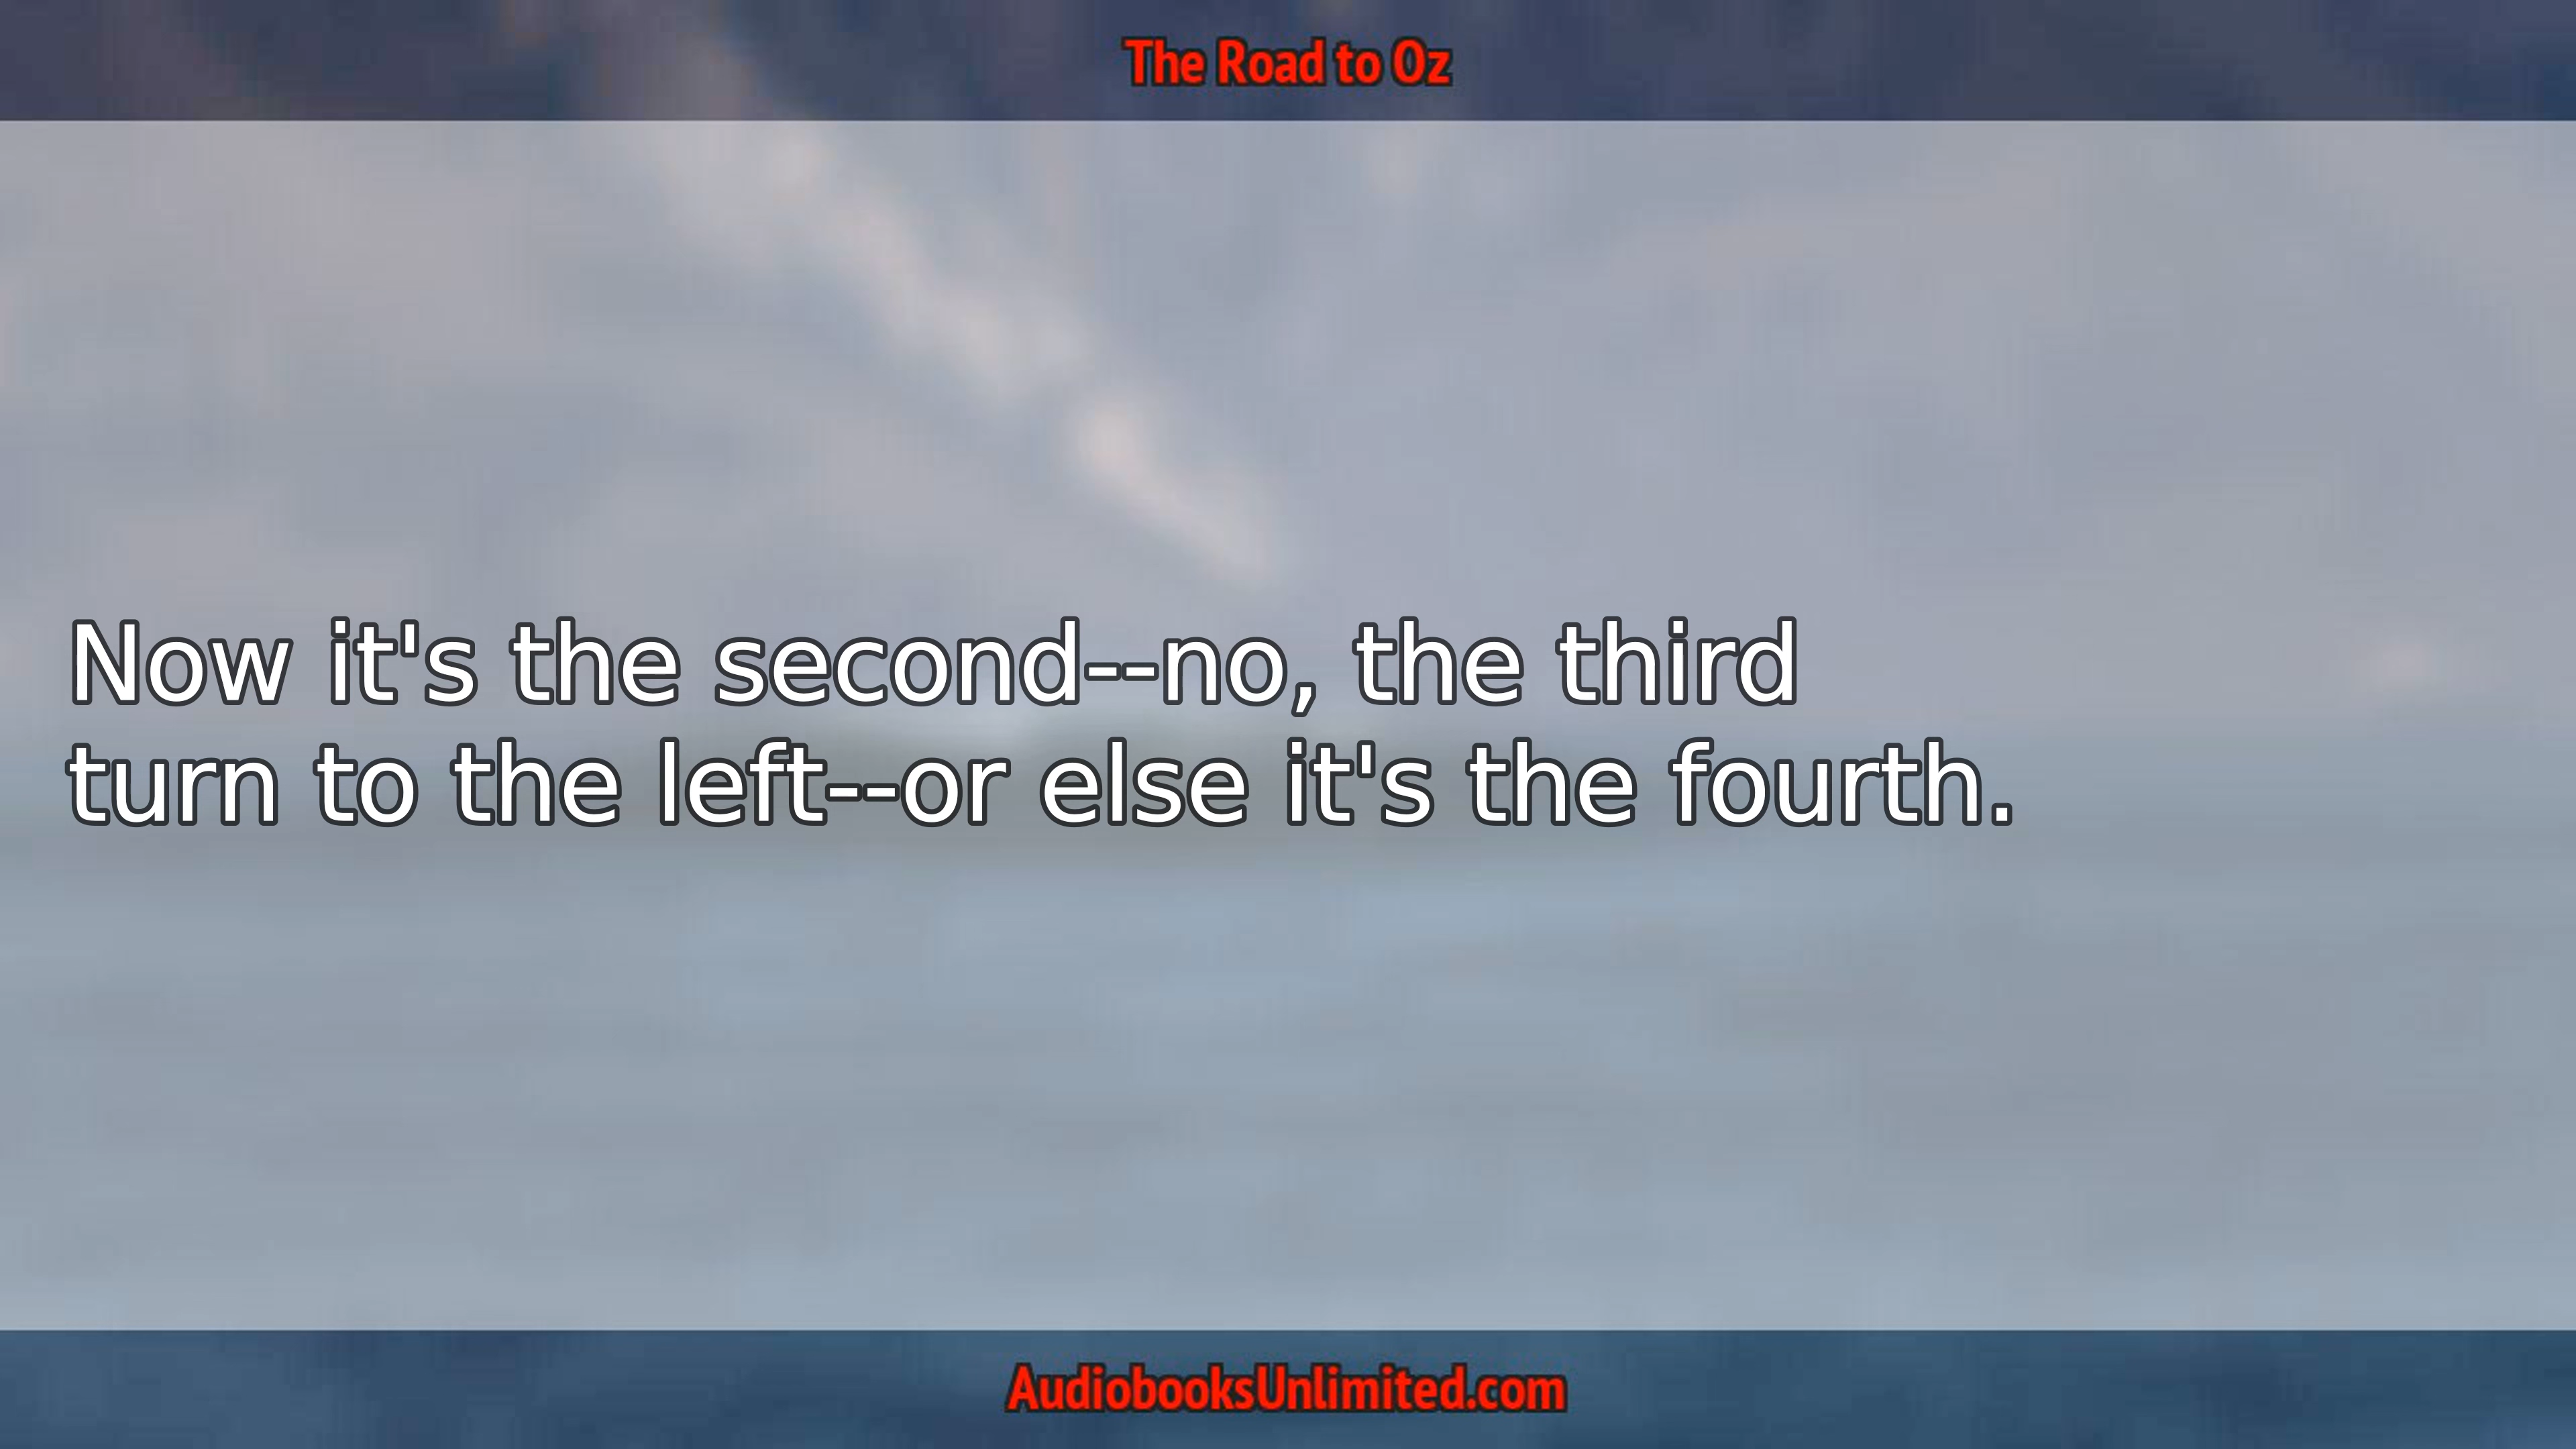 The Road to Oz
Now it's the second--no, the third
turn to the left--or else it's the fourth.
AudiobooksUnlimited.com